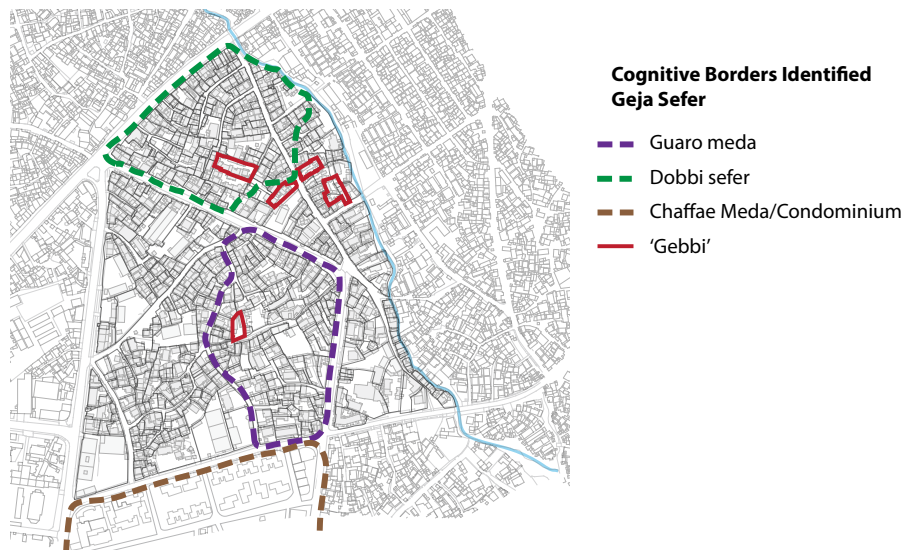 Cognitive Borders Identified
Geja Sefer
Guaro meda
Dobbi sefer
Chaffae Meda/Condominium
‘Gebbi’